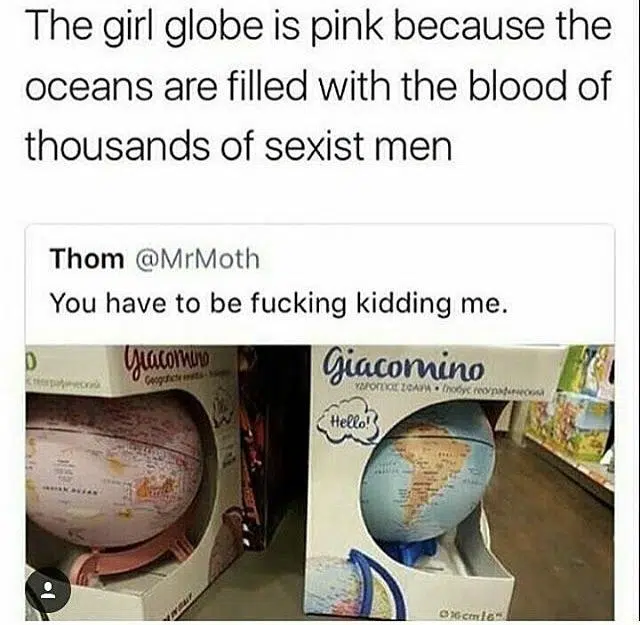 The girl globe is pink because the
oceans are filled with the blood of
thousands of sexist men
Thom @MrMoth
You have to be fucking kidding me.
Giacomino
Giacomino
Hello!